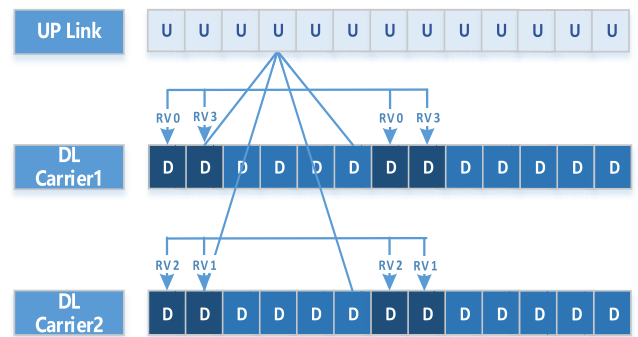 UP Link U U U U U U U U U U U U U
RV0 RV3 RV0 RV3
DL
Carrier1
D D D D D D D D D D D D D
RV2 RV1 RV2 RV1
DL
Carrier2
D D D D D D D D D D D D D